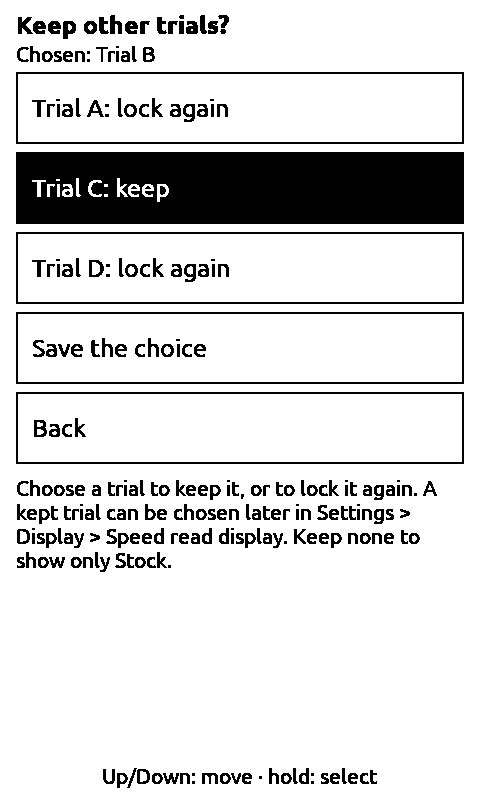 Keep other trials?
Chosen: Trial B
Trial A: lock again
Trial C: keep
Trial D: lock again
Save the choice
Back
Choose a trial to keep it, or to lock it again. A
kept trial can be chosen later in Settings >
Display > Speed read display. Keep none to
show only Stock.
Up/Down: move · hold: select